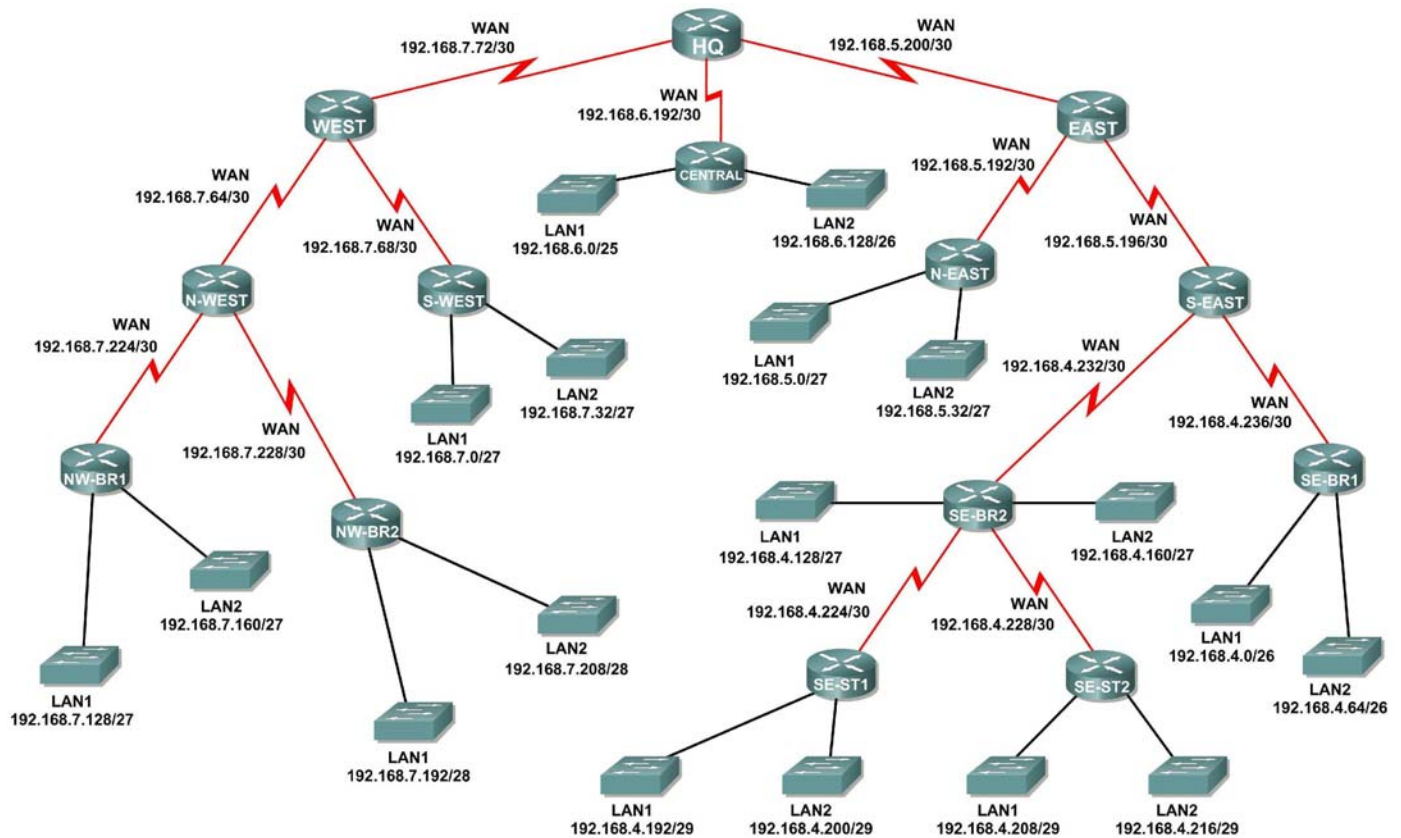 WAN
192.168.7.72/30
HQ
WAN
192.168.5.200/30
WEST
WAN
192.168.6.192/30
EAST
WAN
192.168.7.64/30
WAN
192.168.7.68/30
CENTRAL
LAN1
192.168.6.0/25
LAN2
192.168.6.128/26
WAN
192.168.5.192/30
WAN
192.168.5.196/30
N-WEST
S-WEST
N-EAST
S-EAST
WAN
192.168.7.224/30
WAN
192.168.7.228/30
LAN1
192.168.7.0/27
LAN2
192.168.7.32/27
LAN1
192.168.5.0/27
LAN2
192.168.5.32/27
WAN
192.168.4.232/30
WAN
192.168.4.236/30
NW-BR1
NW-BR2
SE-BR2
SE-BR1
LAN1
192.168.7.128/27
LAN2
192.168.7.160/27
LAN1
192.168.7.192/28
LAN2
192.168.7.208/28
LAN1
192.168.4.128/27
LAN2
192.168.4.160/27
WAN
192.168.4.224/30
WAN
192.168.4.228/30
LAN1
192.168.4.0/26
LAN2
192.168.4.64/26
SE-ST1
SE-ST2
LAN1
192.168.4.192/29
LAN2
192.168.4.200/29
LAN1
192.168.4.208/29
LAN2
192.168.4.216/29